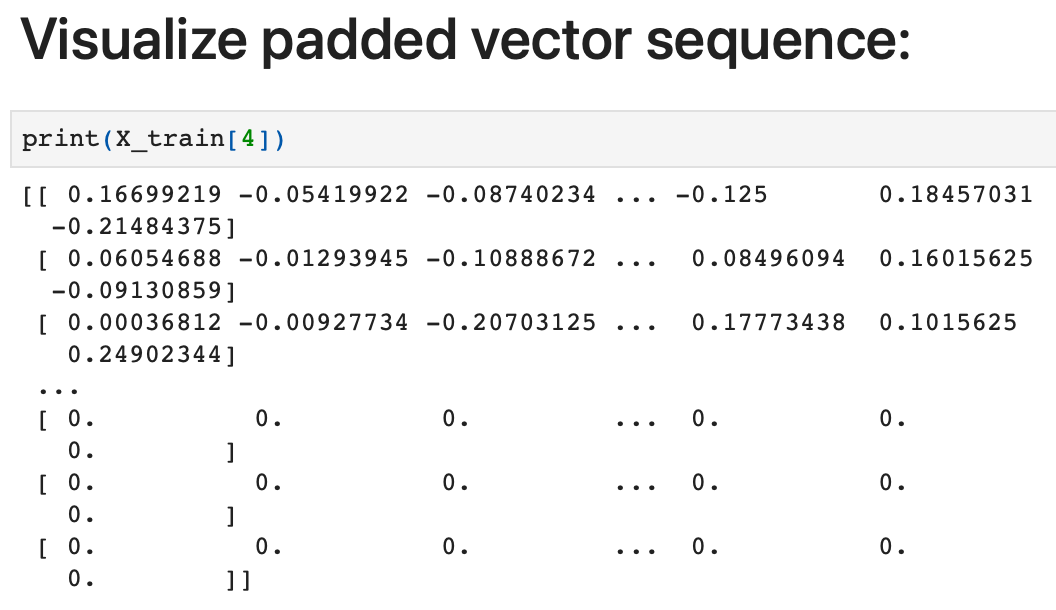 Visualize padded vector sequence:
print(X_train[4])
[[ 0.16699219 -0.05419922 -0.08740234 ... -0.125       0.18457031
  -0.21484375]
 [ 0.06054688 -0.01293945 -0.10888672 ...  0.08496094  0.16015625
  -0.09130859]
 [ 0.00036812 -0.00927734 -0.20703125 ...  0.17773438  0.1015625
   0.24902344]
 ...
 [ 0.          0.          0.         ...  0.          0.
   0.        ]
 [ 0.          0.          0.         ...  0.          0.
   0.        ]
 [ 0.          0.          0.         ...  0.          0.
   0.        ]]